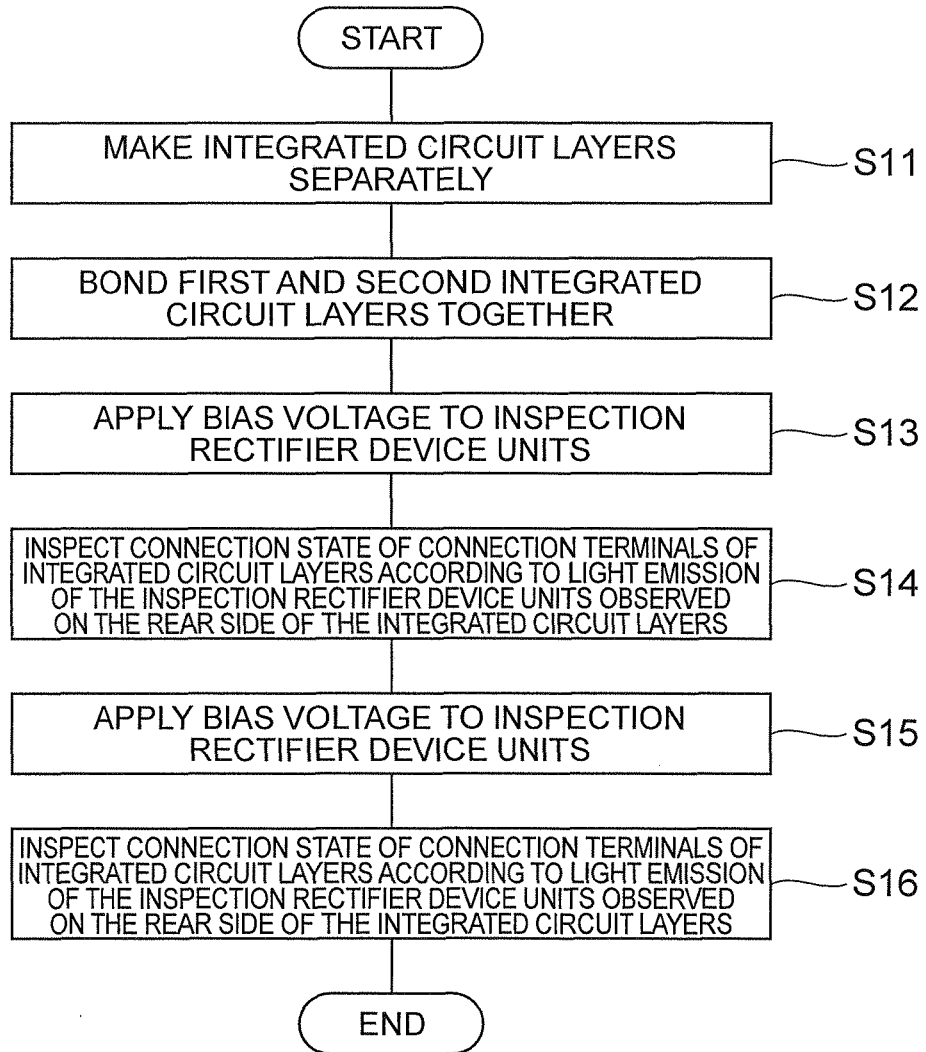 START
MAKE INTEGRATED CIRCUIT LAYERS
SEPARATELY
S11
BOND FIRST AND SECOND INTEGRATED
CIRCUIT LAYERS TOGETHER
S12
APPLY BIAS VOLTAGE TO INSPECTION
RECTIFIER DEVICE UNITS
S13
INSPECT CONNECTION STATE OF CONNECTION TERMINALS OF
INTEGRATED CIRCUIT LAYERS ACCORDING TO LIGHT EMISSION
OF THE INSPECTION RECTIFIER DEVICE UNITS OBSERVED
ON THE REAR SIDE OF THE INTEGRATED CIRCUIT LAYERS
S14
APPLY BIAS VOLTAGE TO INSPECTION
RECTIFIER DEVICE UNITS
S15
INSPECT CONNECTION STATE OF CONNECTION TERMINALS OF
INTEGRATED CIRCUIT LAYERS ACCORDING TO LIGHT EMISSION
OF THE INSPECTION RECTIFIER DEVICE UNITS OBSERVED
ON THE REAR SIDE OF THE INTEGRATED CIRCUIT LAYERS
S16
END